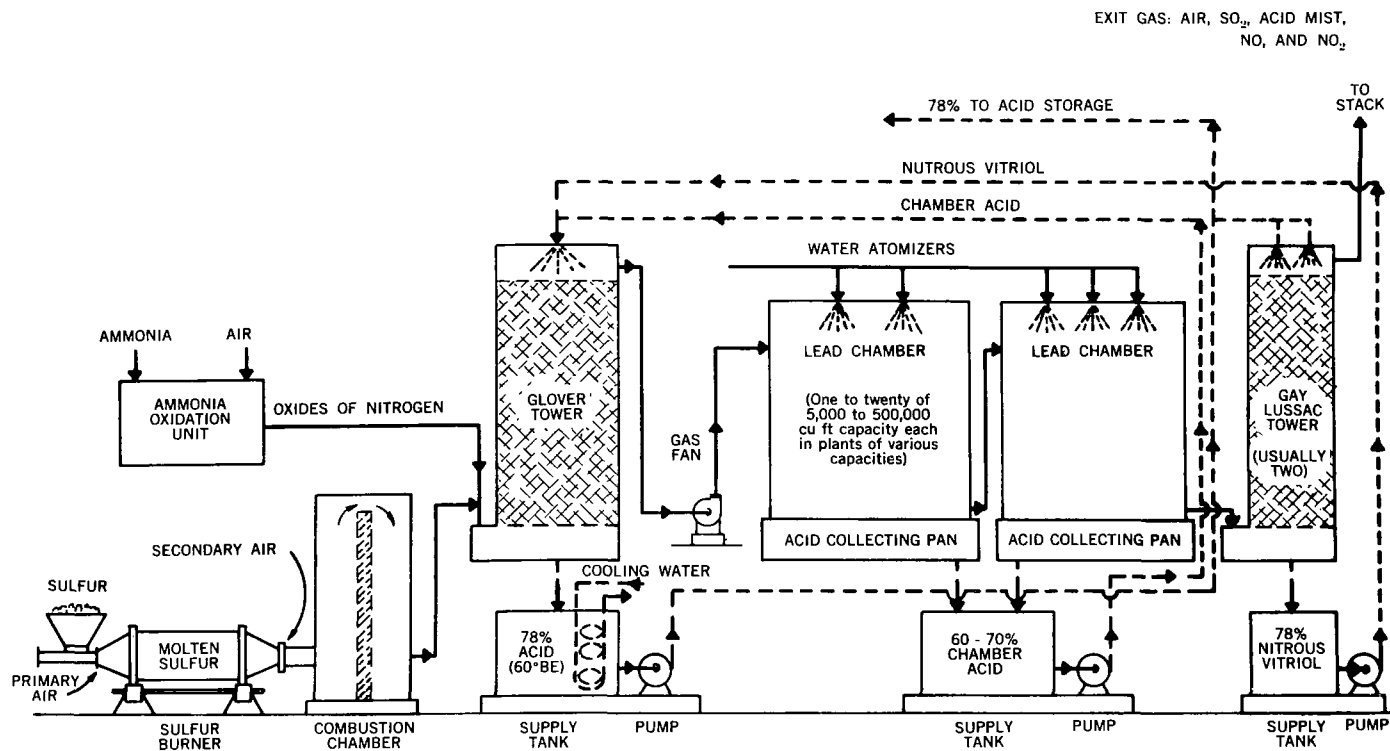 EXIT GAS: AIR, SO₂, ACID MIST,
NO, AND NO₂
TO
STACK
78% TO ACID STORAGE
NUTROUS VITRIOL
CHAMBER ACID
WATER ATOMIZERS
AMMONIA
AIR
AMMONIA
OXIDATION
UNIT
OXIDES OF NITROGEN
GLOVER
TOWER
GAS
FAN
LEAD CHAMBER
(One to twenty of
5,000 to 500,000
cu ft capacity each
in plants of various
capacities)
LEAD CHAMBER
GAY
LUSSAC
TOWER
(USUALLY
TWO)
ACID COLLECTING PAN
ACID COLLECTING PAN
SECONDARY AIR
COOLING WATER
SULFUR
MOLTEN
SULFUR
PRIMARY
AIR
78%
ACID
(60°BE)
60 - 70%
CHAMBER
ACID
78%
NITROUS
VITRIOL
SULFUR
BURNER
COMBUSTION
CHAMBER
SUPPLY
TANK
PUMP
SUPPLY
TANK
PUMP
SUPPLY
TANK
PUMP